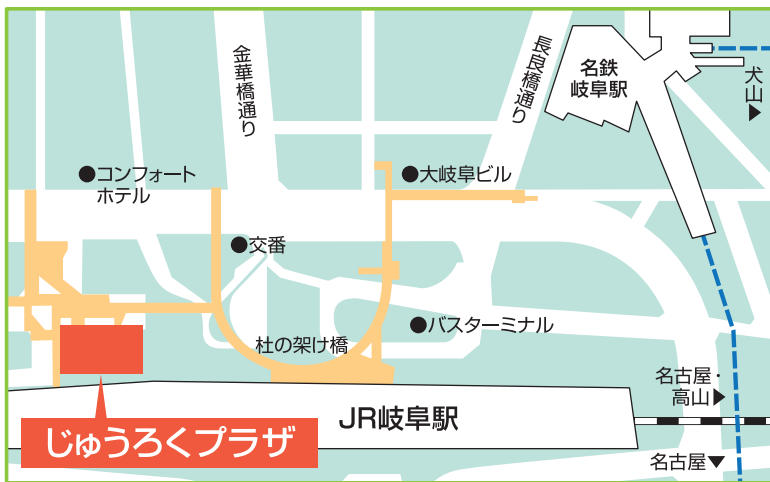 金華橋通り
長良橋通り
名鉄
岐阜駅
犬山▶
●コンフォート
ホテル
●大岐阜ビル
●交番
杜の架け橋
●バスターミナル
名古屋・
高山▶
JR岐阜駅
じゅうろくプラザ
名古屋▼